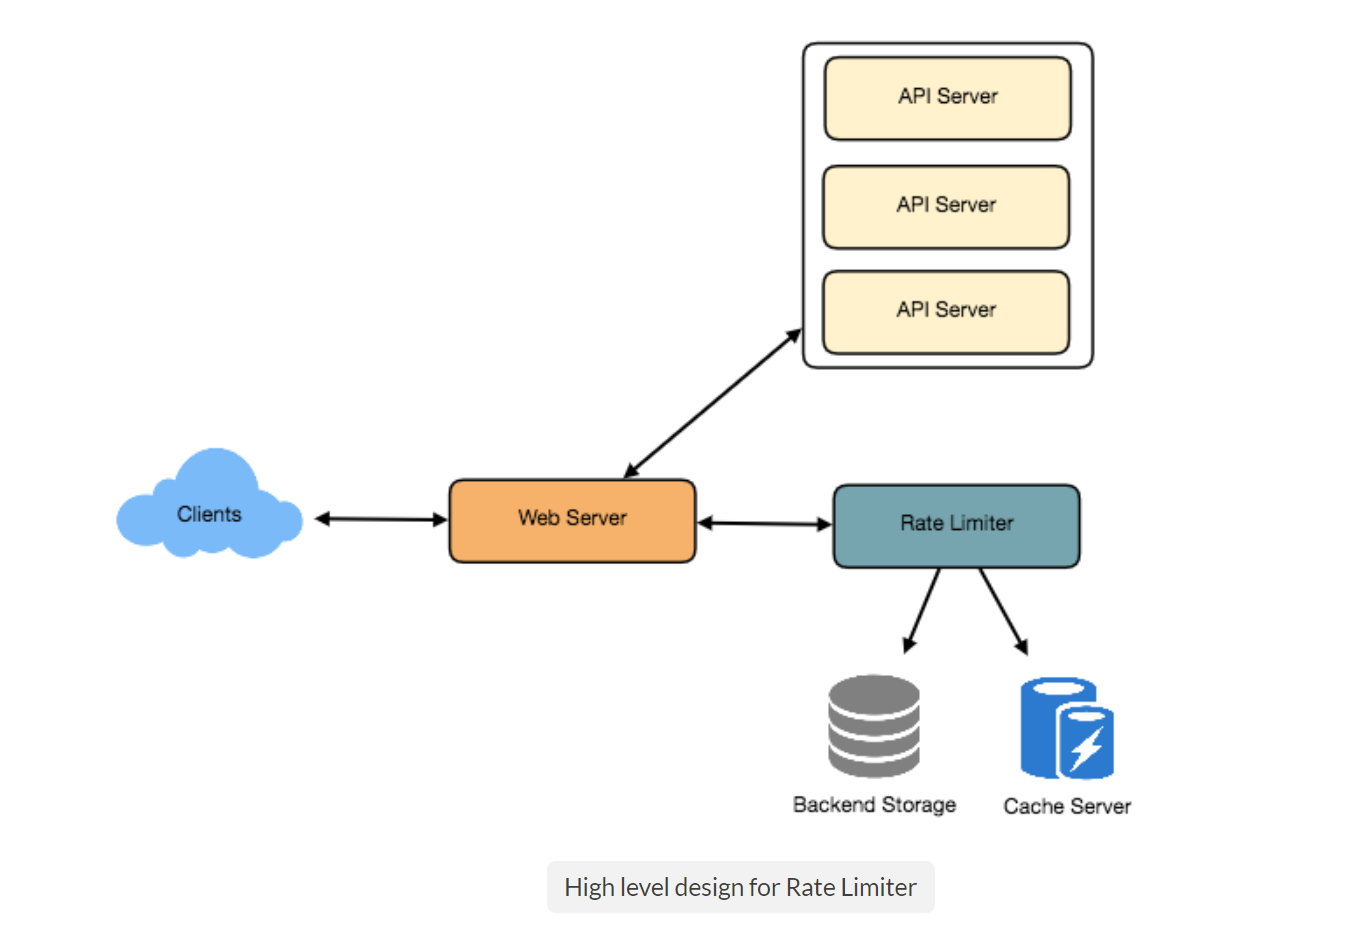 API Server
API Server
API Server
Clients
Web Server
Rate Limiter
Backend Storage
Cache Server
High level design for Rate Limiter